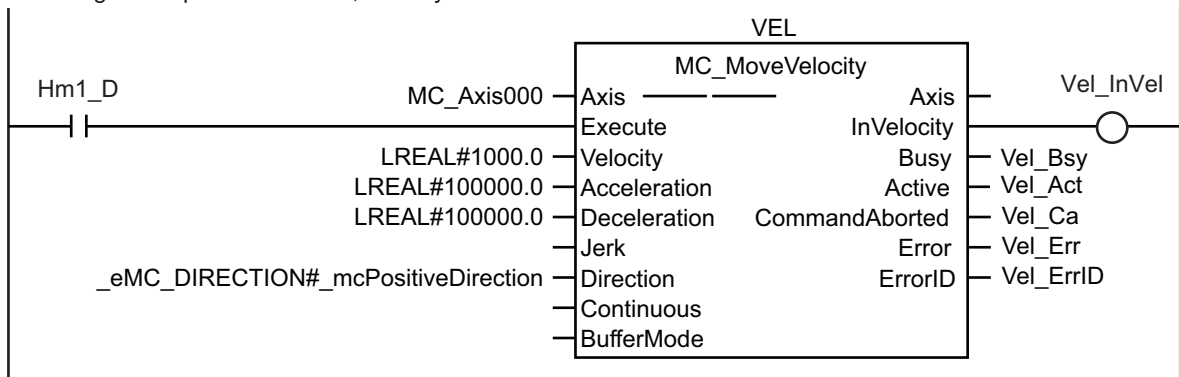 VEL
MC_MoveVelocity
Hm1_D
Vel_InVel
MC_Axis000 Axis Axis
Execute InVelocity
LREAL#1000.0 Velocity Busy Vel_Bsy
LREAL#100000.0 Acceleration Active Vel_Act
LREAL#100000.0 Deceleration CommandAborted Vel_Ca
Jerk Error Vel_Err
_eMC_DIRECTION#_mcPositiveDirection Direction ErrorID Vel_ErrID
Continuous
BufferMode